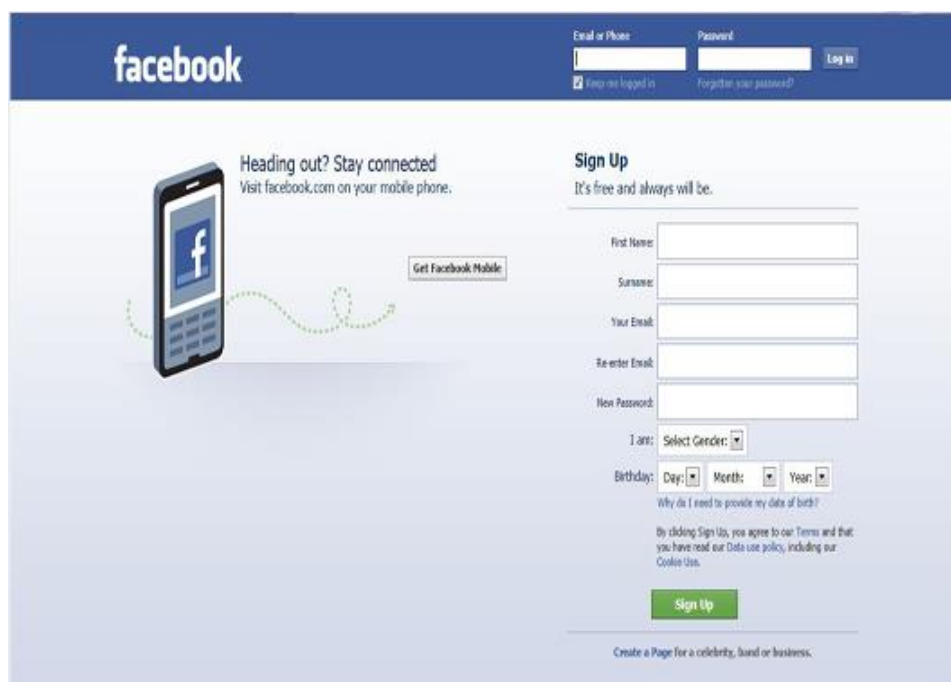 facebook
Email or Phone
Password
Log in
Keep me logged in
Forgotten your password?
Heading out? Stay connected
Visit facebook.com on your mobile phone.
f
Get Facebook Mobile
Sign Up
It's free and always will be.
First Name:
Surname:
Your Email:
Re-enter Email:
New Password:
I am: Select Gender:
Birthday: Day: Month: Year:
Why do I need to provide my date of birth?
By clicking Sign Up, you agree to our Terms and that
you have read our Data use policy, including our
Cookie Use.
Sign Up
Create a Page for a celebrity, band or business.